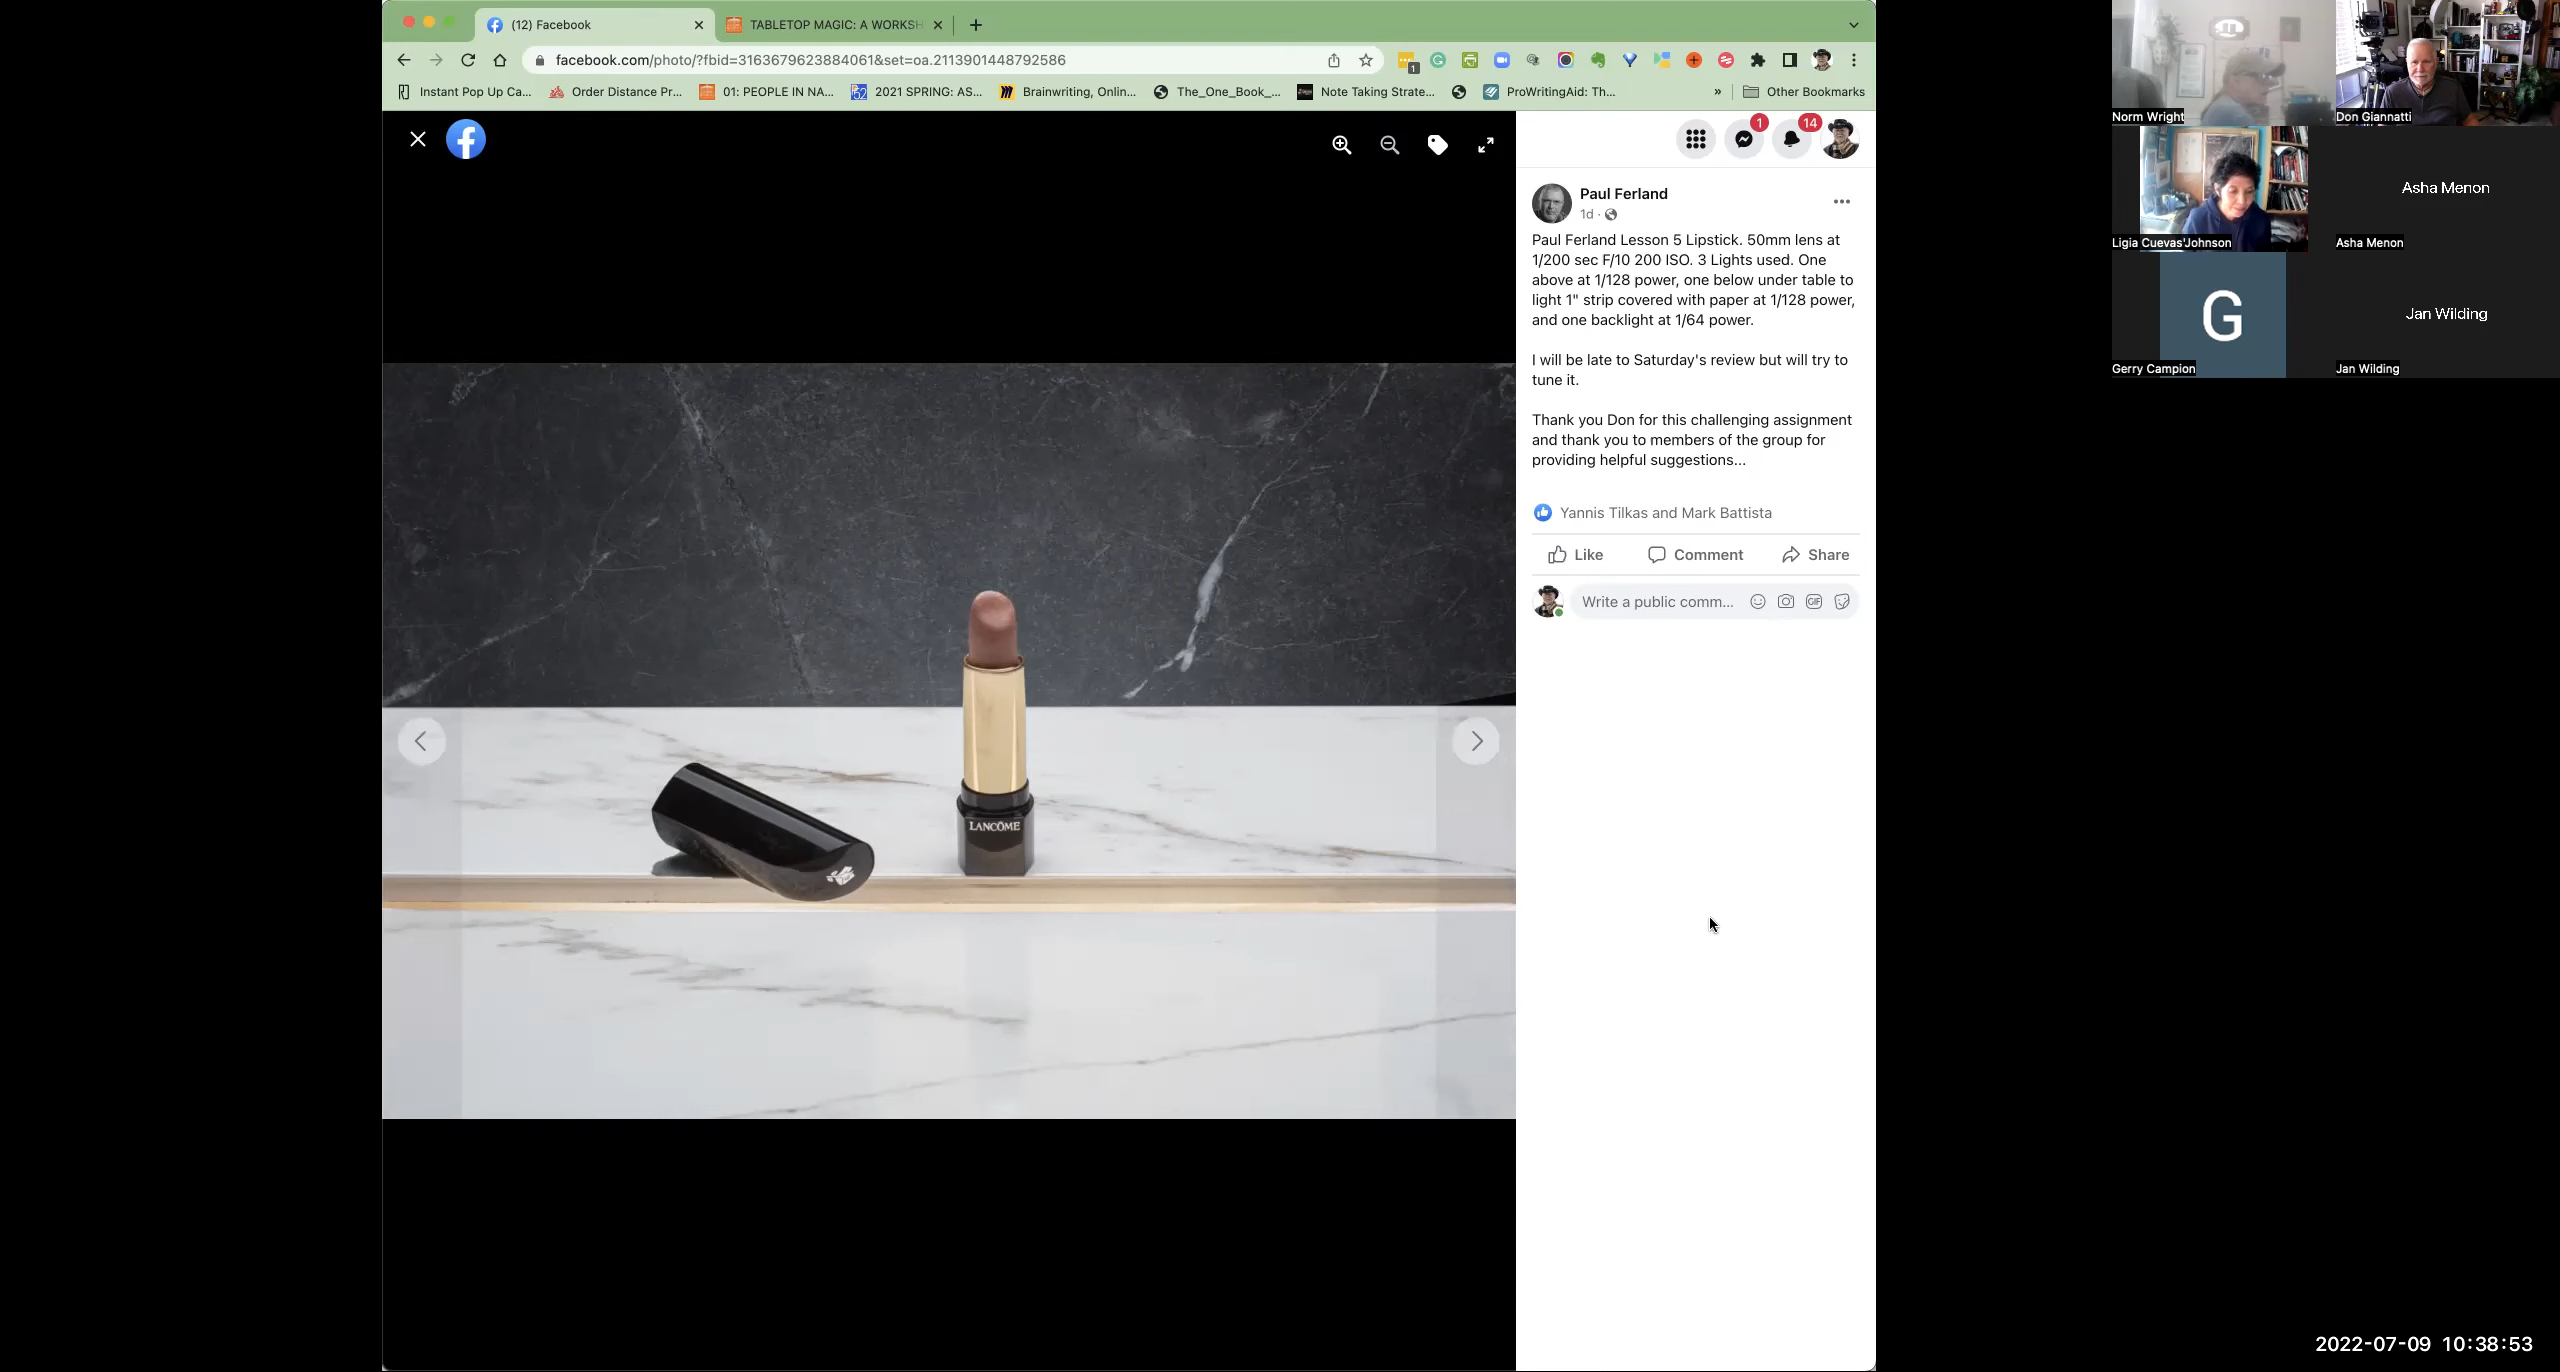 (12) Facebook
TABLETOP MAGIC: A WORKSH
facebook.com/photo/?fbid=3163679623884061&set=oa.2113901448792586
1
Instant Pop Up Ca...
Order Distance Pr...
01: PEOPLE IN NA...
2021 SPRING: AS...
Brainwriting, Onlin...
The_One_Book_...
Note Taking Strate...
ProWritingAid: Th...
»
Other Bookmarks
1
14
Paul Ferland
1d ·
Paul Ferland Lesson 5 Lipstick. 50mm lens at
1/200 sec F/10 200 ISO. 3 Lights used. One
above at 1/128 power, one below under table to
light 1" strip covered with paper at 1/128 power,
and one backlight at 1/64 power.
I will be late to Saturday's review but will try to
tune it.
Thank you Don for this challenging assignment
and thank you to members of the group for
providing helpful suggestions...
Yannis Tilkas and Mark Battista
Like
Comment
Share
Write a public comm...
GIF
LANCÔME
Norm Wright
Don Giannatti
Ligia Cuevas'Johnson
Asha Menon
Asha Menon
G
Gerry Campion
Jan Wilding
Jan Wilding
2022-07-09 10:38:53